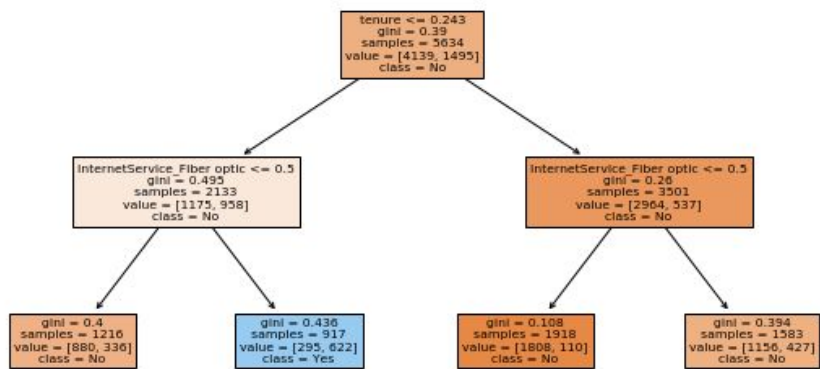 tenure <= 0.243
gini = 0.39
samples = 5634
value = [4139, 1495]
class = No
InternetService_Fiber optic <= 0.5
gini = 0.495
samples = 2133
value = [1175, 958]
class = No
InternetService_Fiber optic <= 0.5
gini = 0.26
samples = 3501
value = [2964, 537]
class = No
gini = 0.4
samples = 1216
value = [880, 336]
class = No
gini = 0.436
samples = 917
value = [295, 622]
class = Yes
gini = 0.108
samples = 1918
value = [1808, 110]
class = No
gini = 0.394
samples = 1583
value = [1156, 427]
class = No